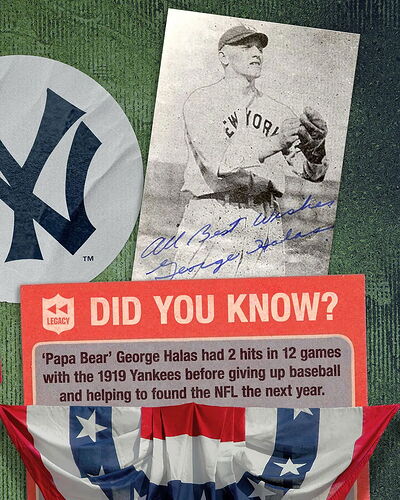 NY
TM
NEW YORK
All Best Wishes
George Halas
LEGACY
DID YOU KNOW?
'Papa Bear' George Halas had 2 hits in 12 games
with the 1919 Yankees before giving up baseball
and helping to found the NFL the next year.